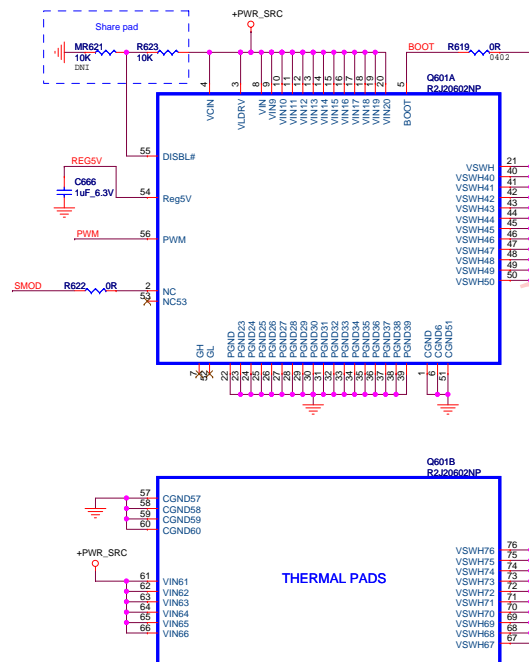 Share pad
+PWR_SRC
MR621
10K
DNI
R623
10K
BOOT
R619
0R
0402
4
3
8
9
10
11
12
13
14
15
16
17
18
19
20
5
Q601A
R2J20602NP
VCIN
VLDRV
VIN
VIN9
VIN10
VIN11
VIN12
VIN13
VIN14
VIN15
VIN16
VIN17
VIN18
VIN19
VIN20
BOOT
55
DISBL#
REG5V
C666
1uF_6.3V
54
Reg5V
PWM
56
PWM
SMOD
R622
0R
2
NC
53
NC53
VSWH
21
VSWH40
40
VSWH41
41
VSWH42
42
VSWH43
43
VSWH44
44
VSWH45
45
VSWH46
46
VSWH47
47
VSWH48
48
VSWH49
49
VSWH50
50
GH
GL
PGND
PGND23
PGND24
PGND25
PGND26
PGND27
PGND28
PGND29
PGND30
PGND31
PGND32
PGND33
PGND34
PGND35
PGND36
PGND37
PGND38
PGND39
CGND
CGND6
CGND51
7
52
22
23
24
25
26
27
28
29
30
31
32
33
34
35
36
37
38
39
1
6
51
Q601B
R2J20602NP
57
CGND57
58
CGND58
59
CGND59
60
CGND60
+PWR_SRC
61
VIN61
62
VIN62
63
VIN63
64
VIN64
65
VIN65
66
VIN66
THERMAL PADS
VSWH76
76
VSWH75
75
VSWH74
74
VSWH73
73
VSWH72
72
VSWH71
71
VSWH70
70
VSWH69
69
VSWH68
68
VSWH67
67